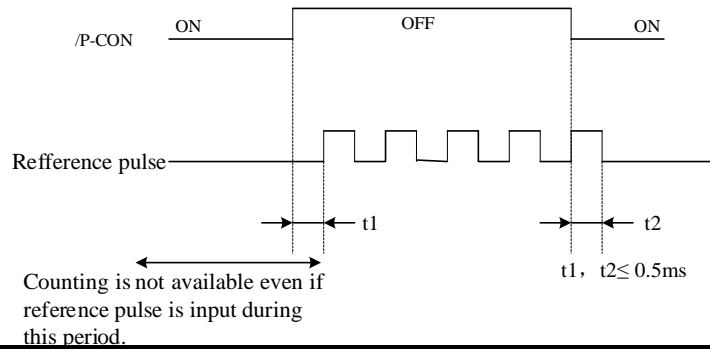 ON
OFF
ON
/P-CON
Refference pulse
t1
t2
t1，t2≤ 0.5ms
Counting is not available even if
reference pulse is input during
this period.